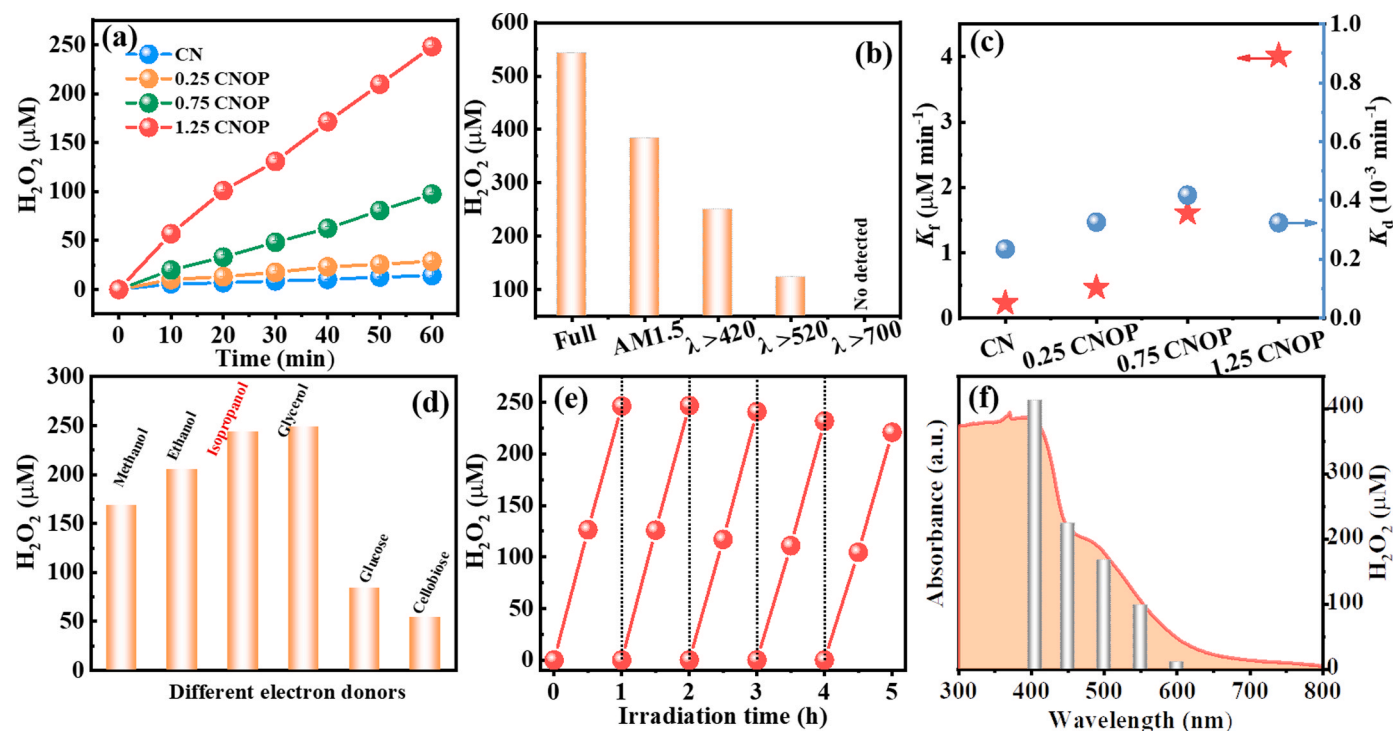 (a)
CN
0.25 CNOP
0.75 CNOP
1.25 CNOP
H₂O₂ (μM)
250
200
150
100
50
0
0 10 20 30 40 50 60
Time (min)
(b)
H₂O₂ (μM)
600
500
400
300
200
100
No detected
Full AM1.5 λ >420 λ >520 λ >700
(c)
Kf (μM min⁻¹)
4
3
2
1
0
1.0
0.8
0.6
0.4
0.2
0.0
Kd (10⁻³ min⁻¹)
CN 0.25 CNOP 0.75 CNOP 1.25 CNOP
(d)
H₂O₂ (μM)
300
250
200
150
100
50
0
Methanol
Ethanol
Isopropanol
Glycerol
Glucose
Cellobiose
Different electron donors
(e)
H₂O₂ (μM)
250
200
150
100
50
0
0 1 2 3 4 5
Irradiation time (h)
(f)
Absorbance (a.u.)
400
300
200
100
0
H₂O₂ (μM)
300 400 500 600 700 800
Wavelength (nm)